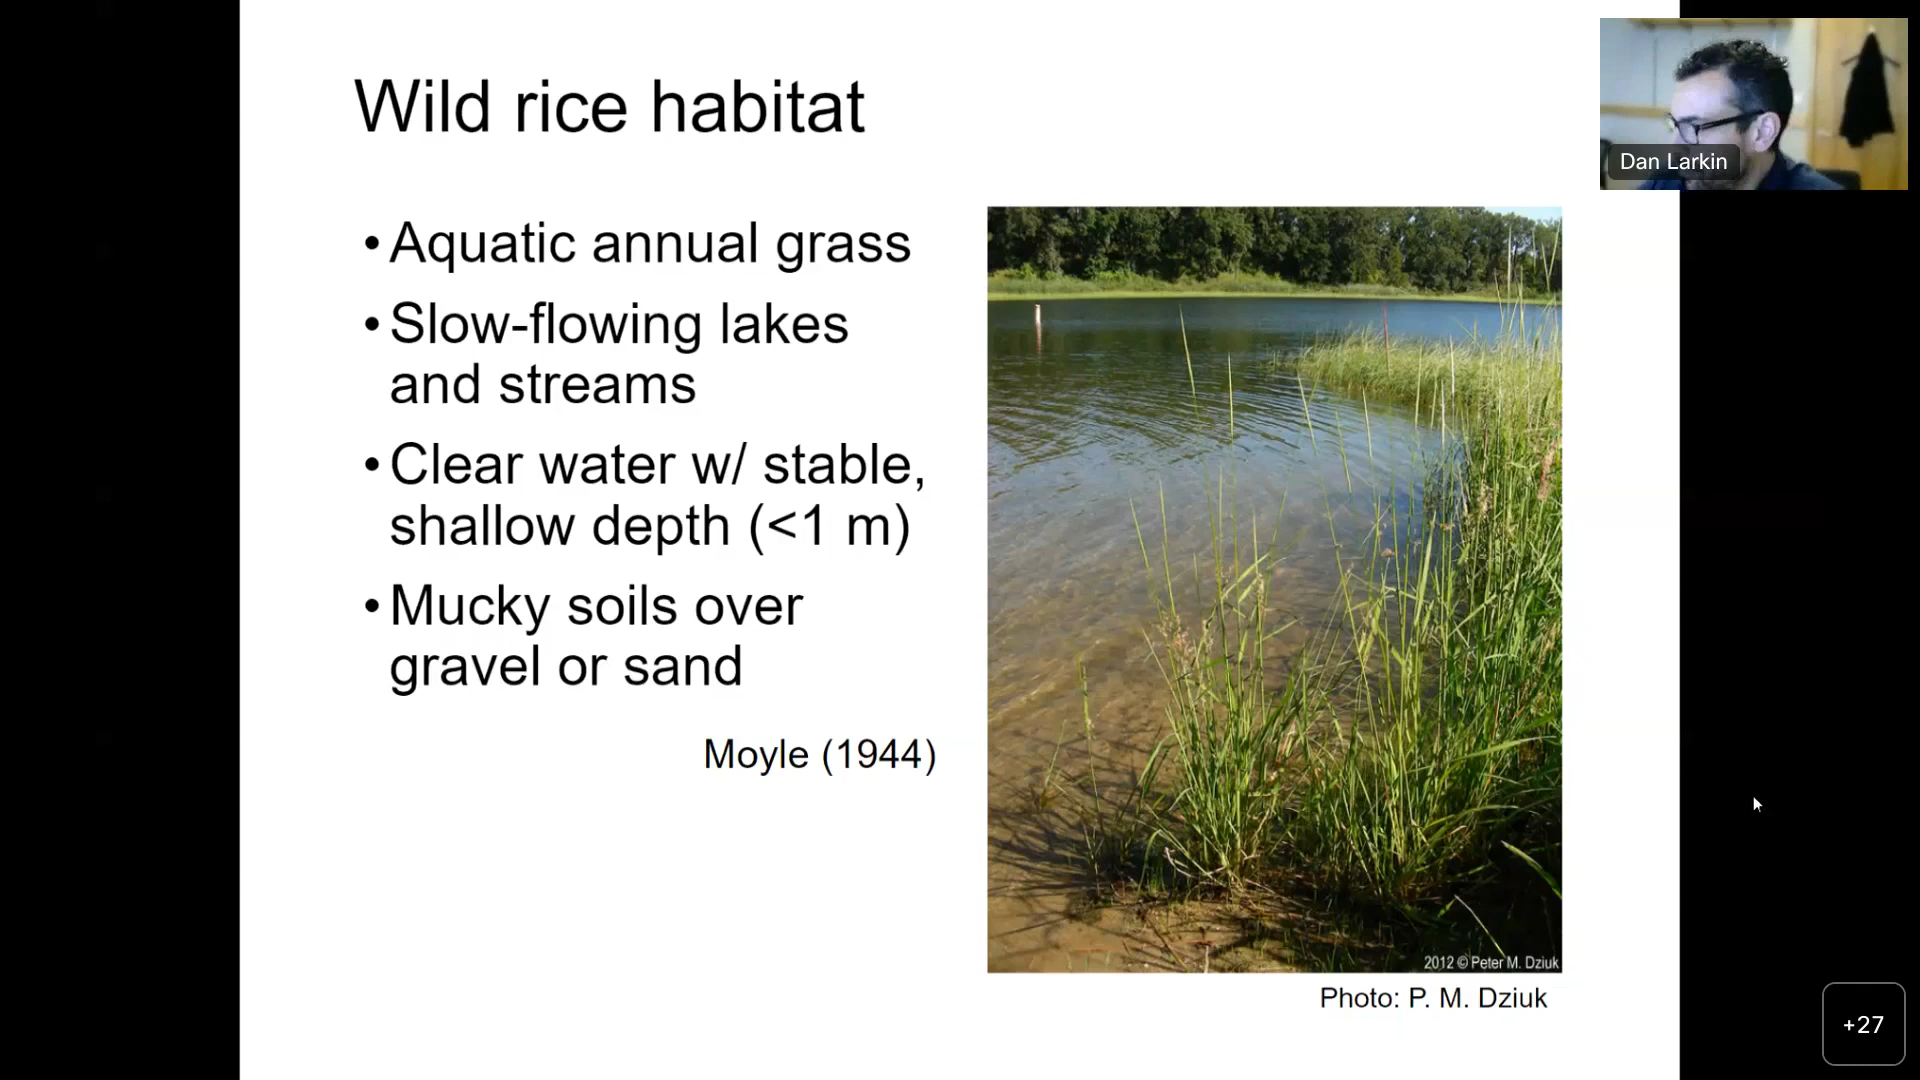 Wild rice habitat
Dan Larkin
• Aquatic annual grass
• Slow-flowing lakes
and streams
• Clear water w/ stable,
shallow depth (<1 m)
• Mucky soils over
gravel or sand
Moyle (1944)
2012 © Peter M. Dziuk
Photo: P. M. Dziuk
+27